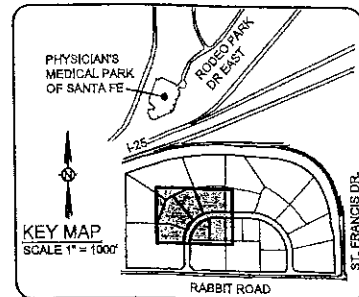 PHYSICIAN'S
MEDICAL PARK
OF SANTA FE
RODEO PARK
DR EAST
I-25
N
KEY MAP
SCALE 1" = 1000'
ST. FRANCIS DR.
RABBIT ROAD